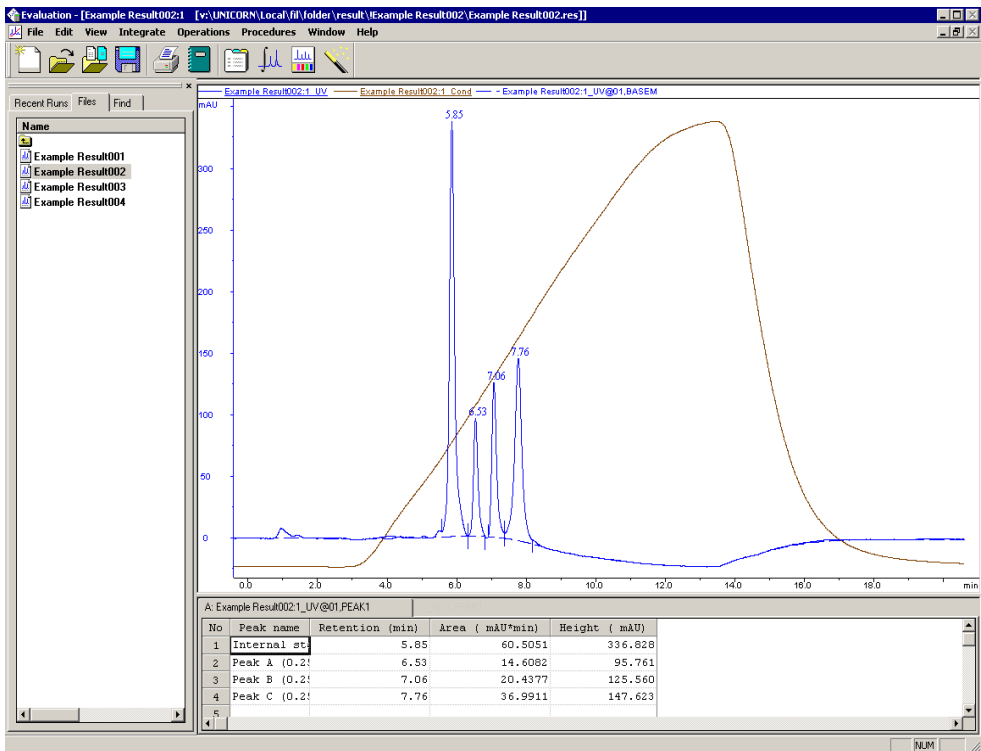 Evaluation - [Example Result002:1 [v:\UNICORN\Local\fil\folder\result\!Example Result002\Example Result002.res]]
File Edit View Integrate Operations Procedures Window Help
Recent Runs Files Find
Name
Example Result001
Example Result002
Example Result003
Example Result004
Example Result002:1_UV Example Result002:1_Cond Example Result002:1_UV@01,BASEM
mAU
5.85
300
250
200
150
7.76
7.06
100
6.53
50
0
0.0 2.0 4.0 6.0 8.0 10.0 12.0 14.0 16.0 18.0 min
A: Example Result002:1_UV@01,PEAK1
No Peak name Retention (min) Area ( mAU*min) Height ( mAU)
1 Internal sta 5.85 60.5051 336.828
2 Peak A (0.25 6.53 14.6082 95.761
3 Peak B (0.25 7.06 20.4377 125.560
4 Peak C (0.25 7.76 36.9911 147.623
5
NUM